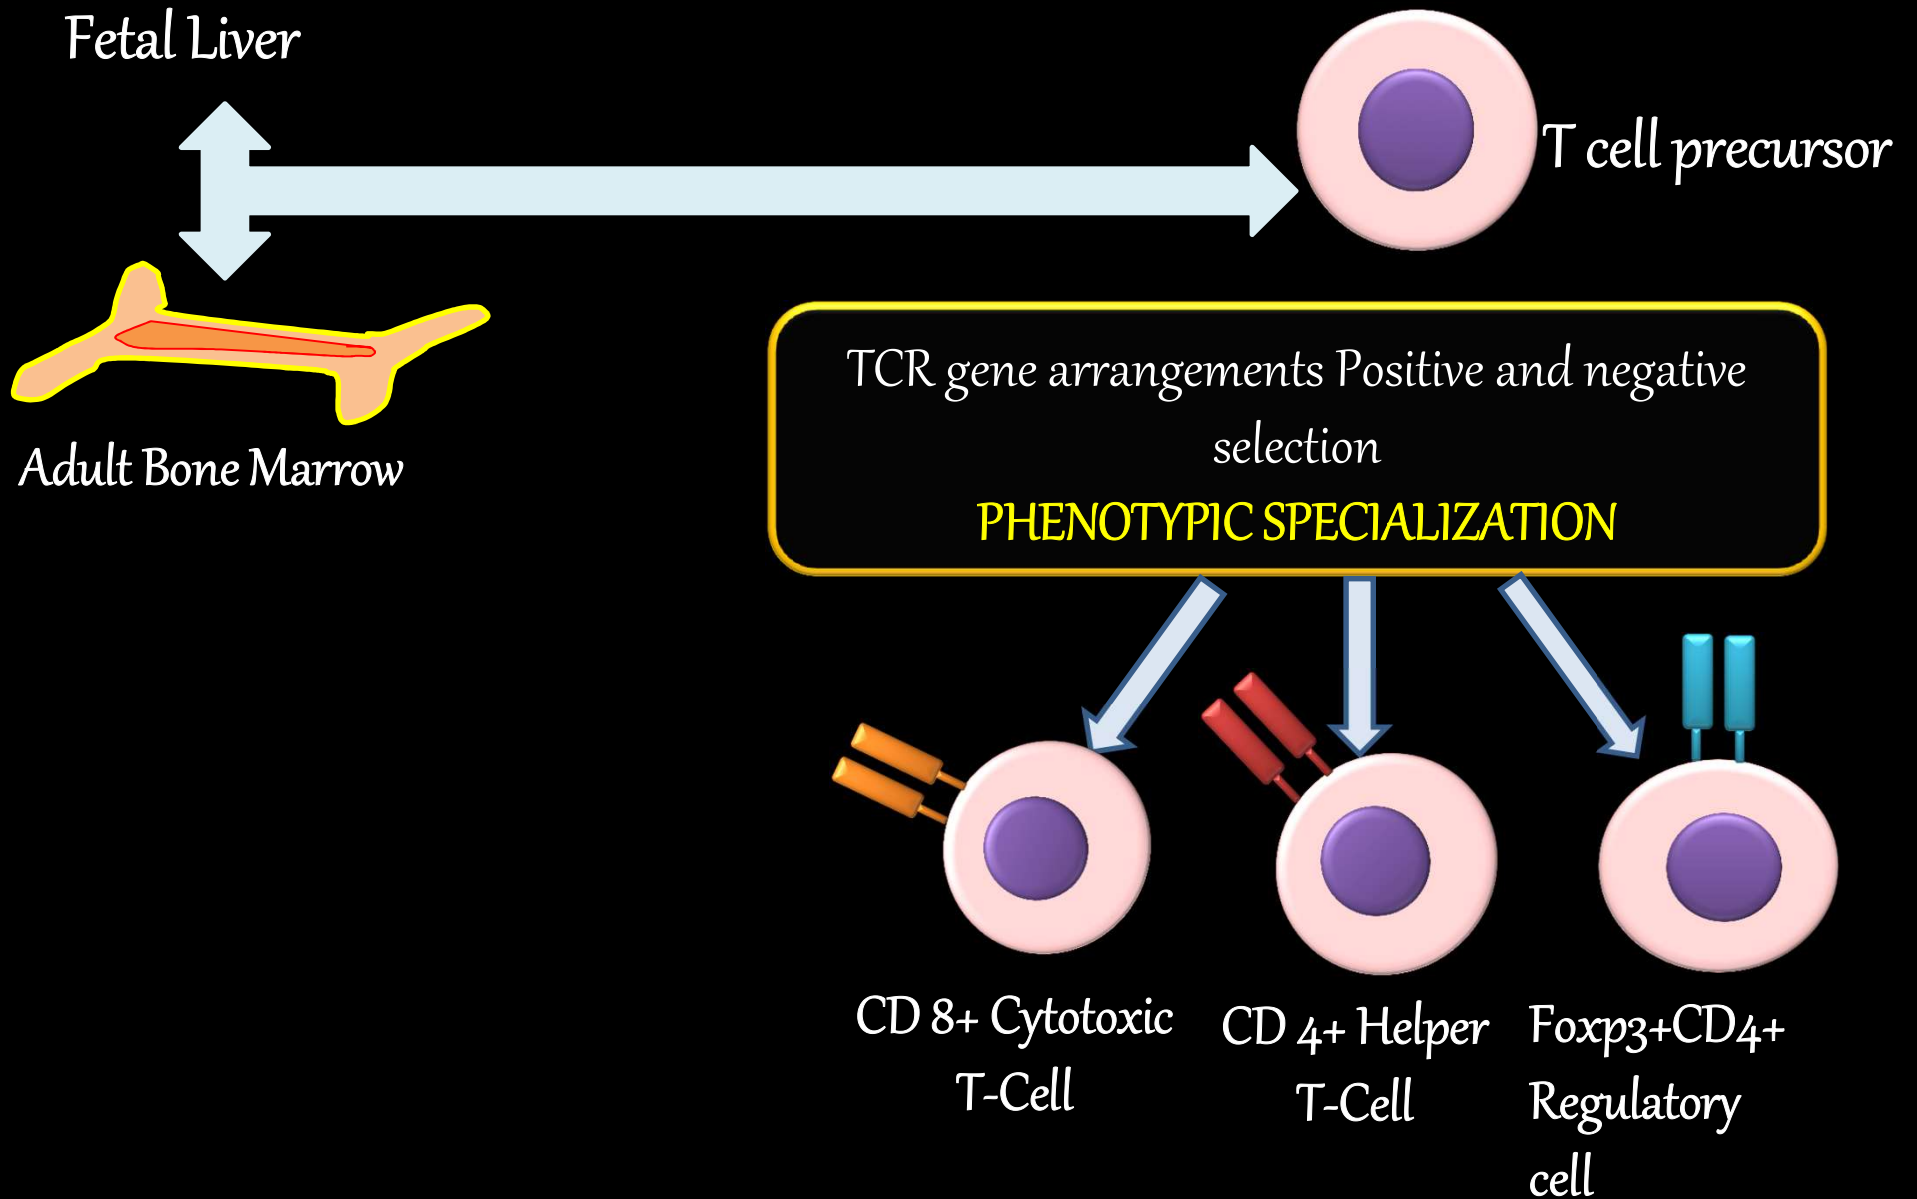 Fetal Liver
T cell precursor
Adult Bone Marrow
TCR gene arrangements Positive and negative
selection
PHENOTYPIC SPECIALIZATION
CD 8+ Cytotoxic
T-Cell
CD 4+ Helper
T-Cell
Foxp3+CD4+
Regulatory
cell